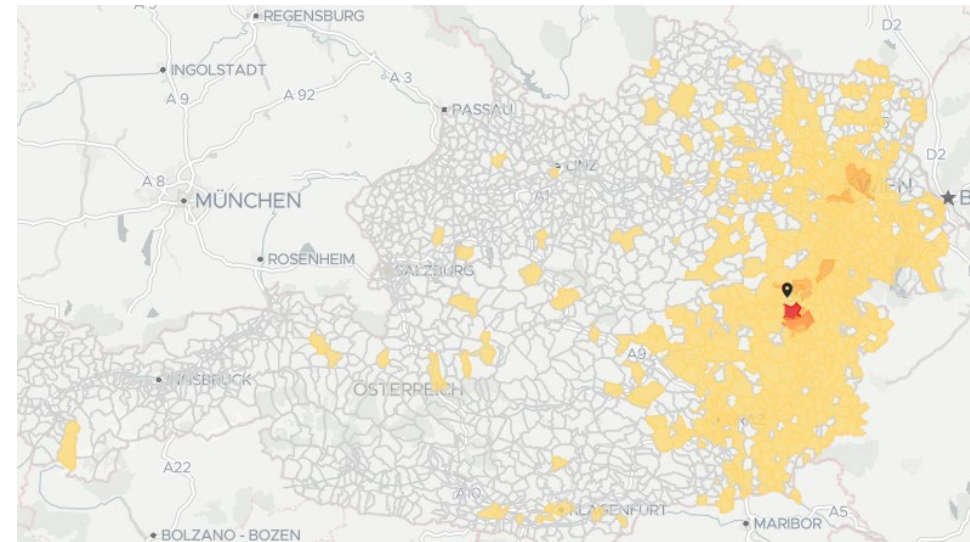 A 3
REGENSBURG
D2
INGOLSTADT
A 3
A 9
A 92
PASSAU
LINZ
D2
A 8
MÜNCHEN
WIEN
B
ROSENHEIM
SALZBURG
A9
INNSBRUCK
ÖSTERREICH
A22
A10
KLAGENFURT
MARIBOR
A5
BOLZANO - BOZEN